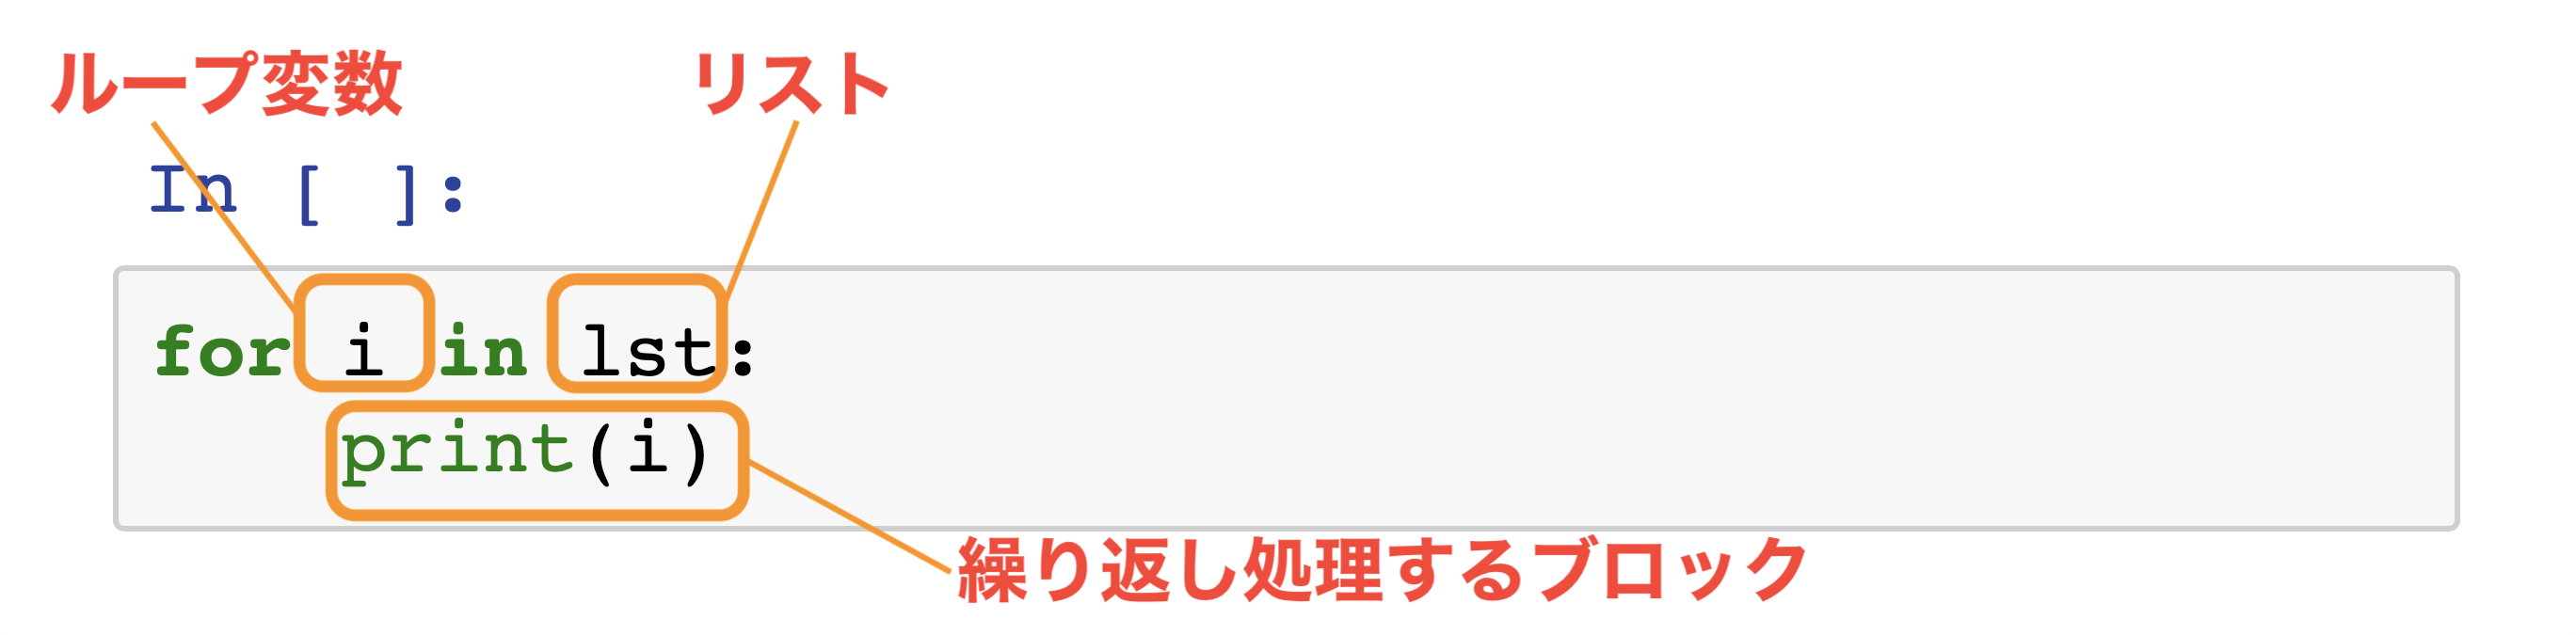 ループ変数 リスト
In [ ]:
for i in lst:
    print(i)
繰り返し処理するブロック